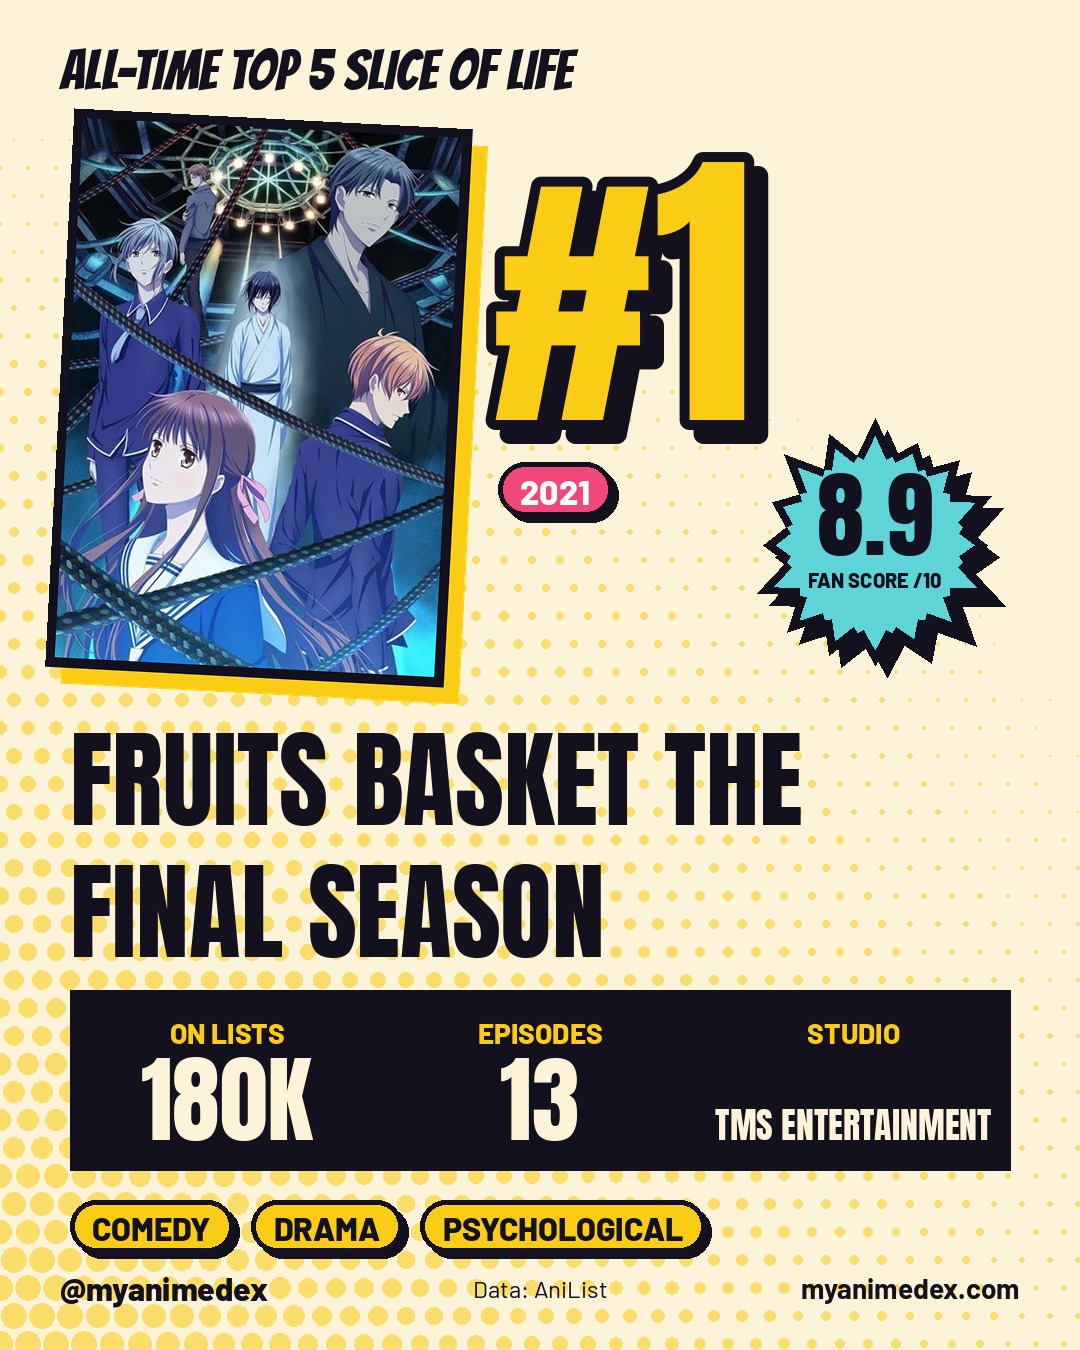 ALL-TIME TOP 5 SLICE OF LIFE
#1
2021
8.9
FAN SCORE /10
FRUITS BASKET THE
FINAL SEASON
ON LISTS
180K
EPISODES
13
STUDIO
TMS ENTERTAINMENT
COMEDY
DRAMA
PSYCHOLOGICAL
@myanimedex
Data: AniList
myanimedex.com